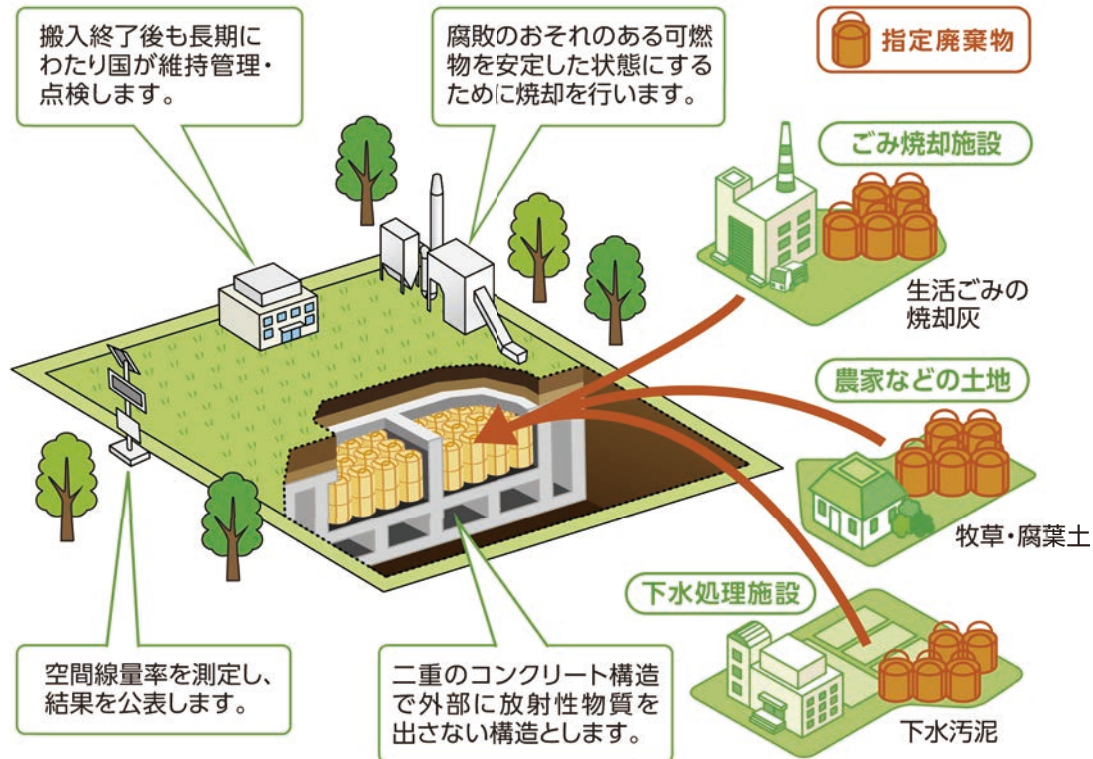 搬入終了後も長期に
わたり国が維持管理・
点検します。
腐敗のおそれのある可燃
物を安定した状態にする
ために焼却を行います。
指定廃棄物
ごみ焼却施設
生活ごみの
焼却灰
農家などの土地
牧草・腐葉土
下水処理施設
下水汚泥
空間線量率を測定し、
結果を公表します。
二重のコンクリート構造
で外部に放射性物質を
出さない構造とします。